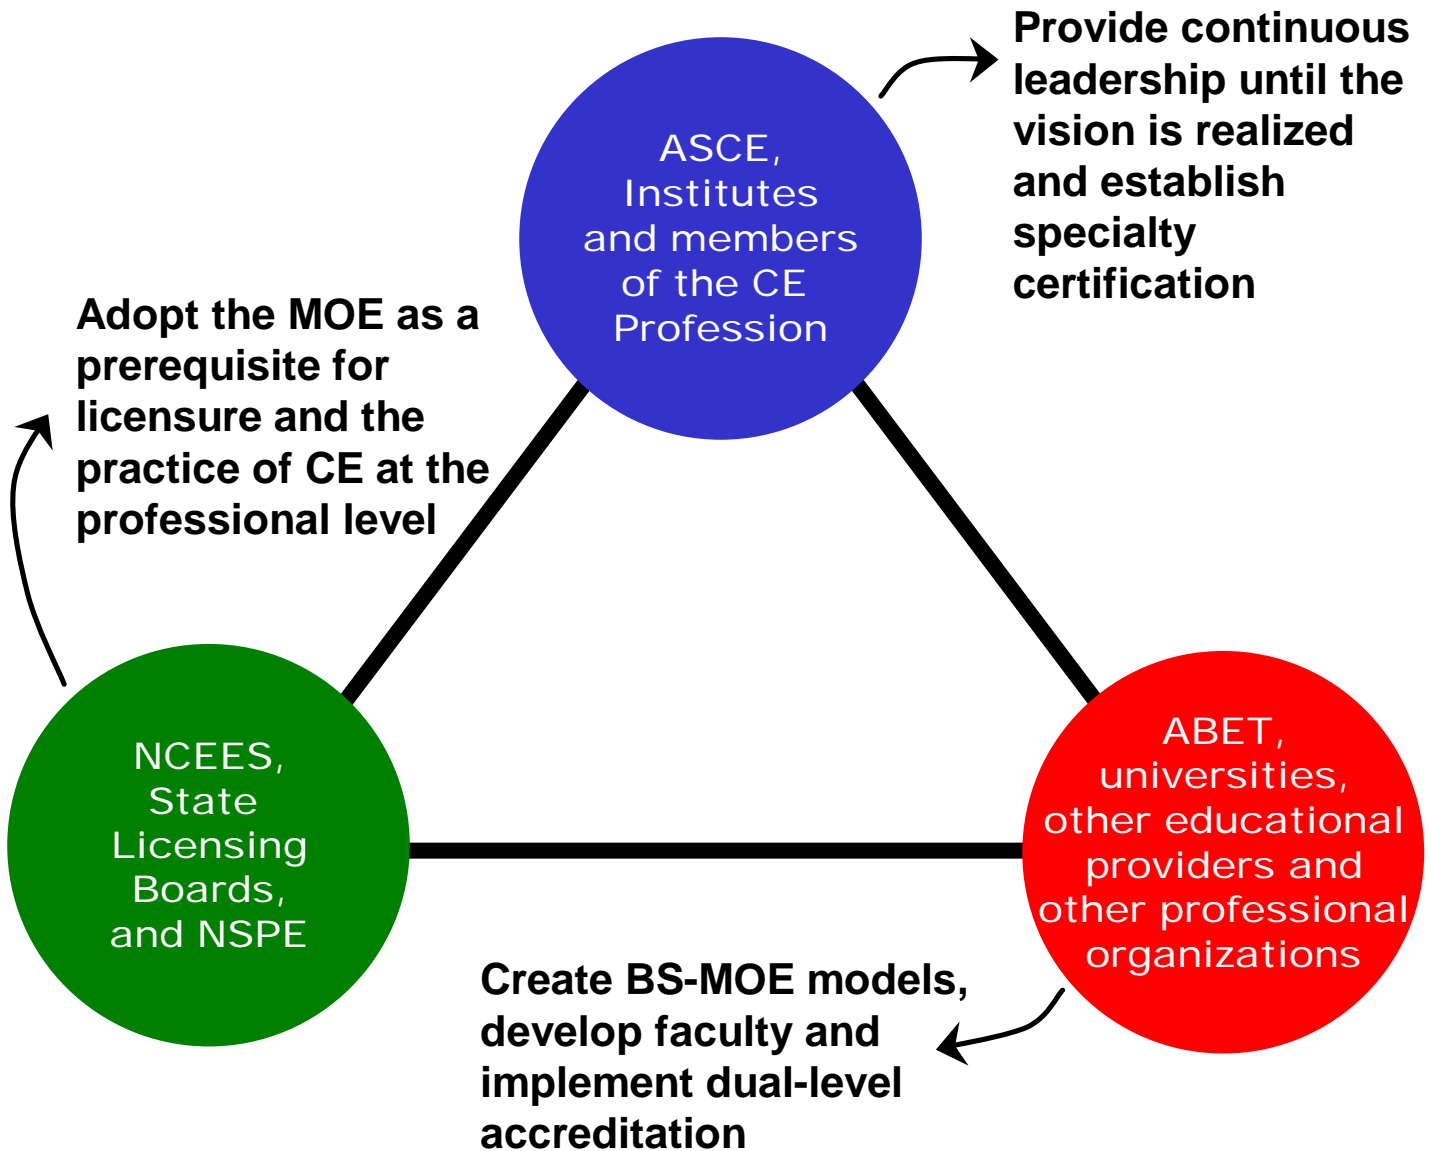 Provide continuous
leadership until the
vision is realized
and establish
specialty
certification
ASCE,
Institutes
and members
of the CE
Profession
Adopt the MOE as a
prerequisite for
licensure and the
practice of CE at the
professional level
NCEES,
State
Licensing
Boards,
and NSPE
ABET,
universities,
other educational
providers and
other professional
organizations
Create BS-MOE models,
develop faculty and
implement dual-level
accreditation